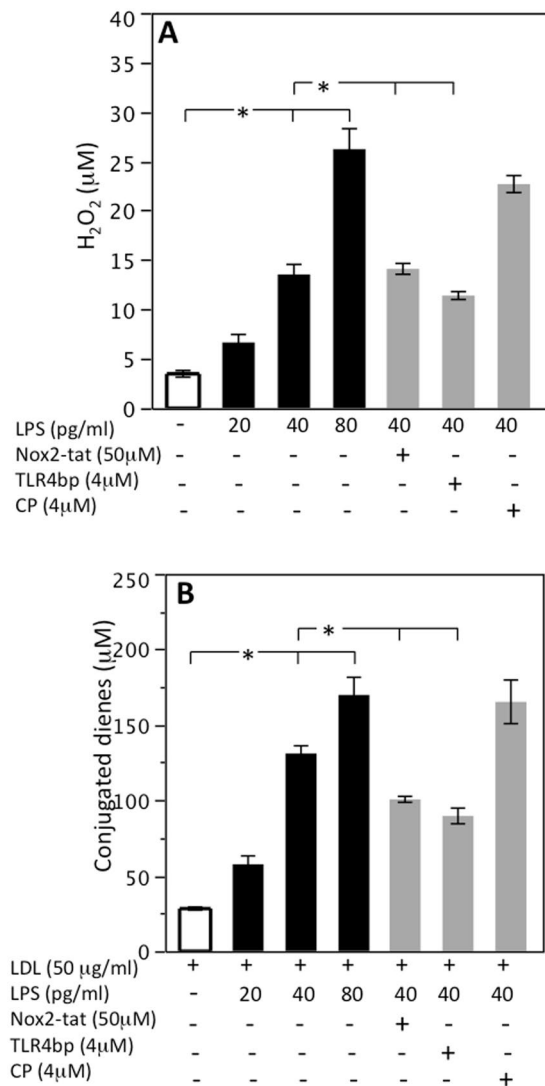 A
40
35
30
25
20
15
10
5
0
H₂O₂ (μM)
* *
LPS (pg/ml) - 20 40 80 40 40 40
Nox2-tat (50μM) - - - - + - -
TLR4bp (4μM) - - - - - + -
CP (4μM) - - - - - - +
B
250
200
150
100
50
0
Conjugated dienes (μM)
* *
LDL (50 μg/ml) + + + + + + +
LPS (pg/ml) - 20 40 80 40 40 40
Nox2-tat (50μM) - - - - + - -
TLR4bp (4μM) - - - - - + -
CP (4μM) - - - - - - +